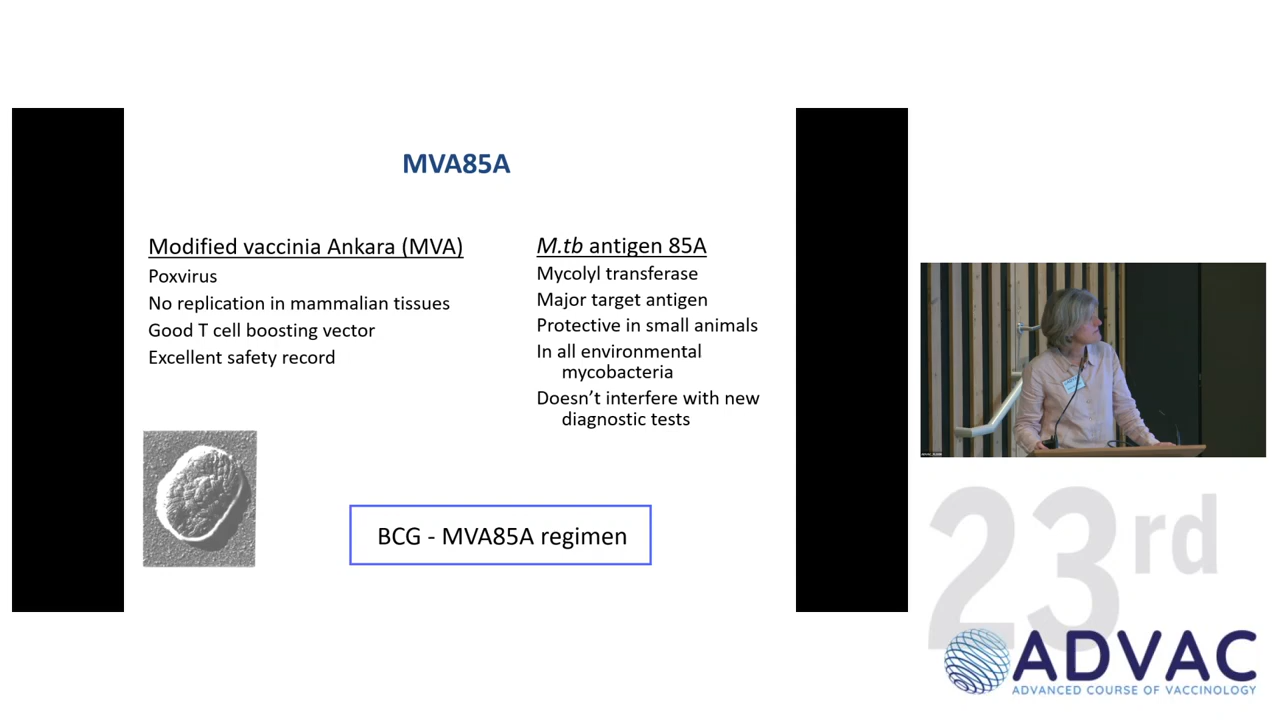 MVA85A
Modified vaccinia Ankara (MVA)
Poxvirus
No replication in mammalian tissues
Good T cell boosting vector
Excellent safety record
M.tb antigen 85A
Mycolyl transferase
Major target antigen
Protective in small animals
In all environmental
mycobacteria
Doesn’t interfere with new
diagnostic tests
BCG - MVA85A regimen
23rd
ADVAC
ADVANCED COURSE OF VACCINOLOGY